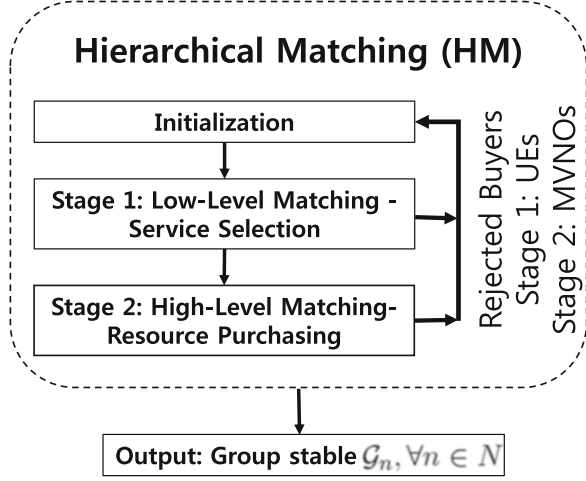 Hierarchical Matching (HM)
Initialization
Stage 1: Low-Level Matching -
Service Selection
Stage 2: High-Level Matching-
Resource Purchasing
Rejected Buyers
Stage 1: UEs
Stage 2: MVNOs
Output: Group stable 𝒢ₙ, ∀n ∈ N